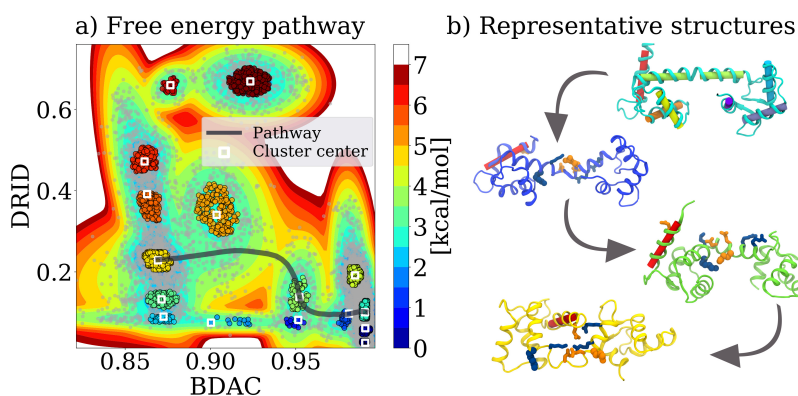 a) Free energy pathway
b) Representative structures
DRID
0.6
0.4
0.2
Pathway
Cluster center
0.85
0.90
0.95
BDAC
7
6
5
4
3
2
1
0
[kcal/mol]